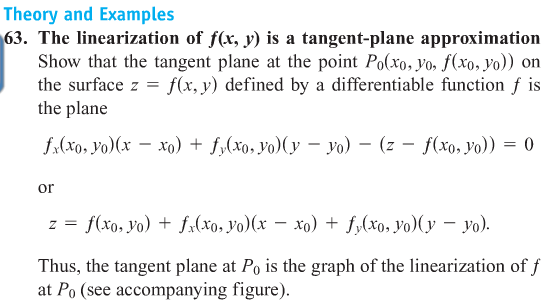 Theory and Examples
63. The linearization of f(x, y) is a tangent-plane approximation
Show that the tangent plane at the point P₀(x₀, y₀, f(x₀, y₀)) on
the surface z = f(x, y) defined by a differentiable function f is
the plane
fₓ(x₀, y₀)(x − x₀) + f_y(x₀, y₀)(y − y₀) − (z − f(x₀, y₀)) = 0
or
z = f(x₀, y₀) + fₓ(x₀, y₀)(x − x₀) + f_y(x₀, y₀)(y − y₀).
Thus, the tangent plane at P₀ is the graph of the linearization of f
at P₀ (see accompanying figure).